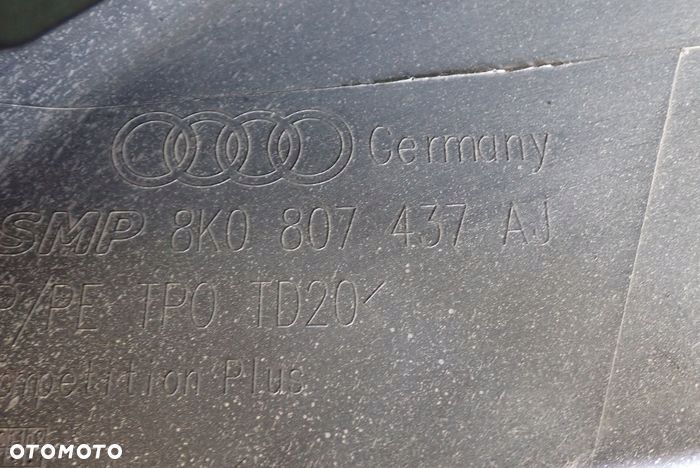 Germany
SMP 8K0 807 437 AJ
P/PE TPO TD20
ompetition Plus
OTOMOTO